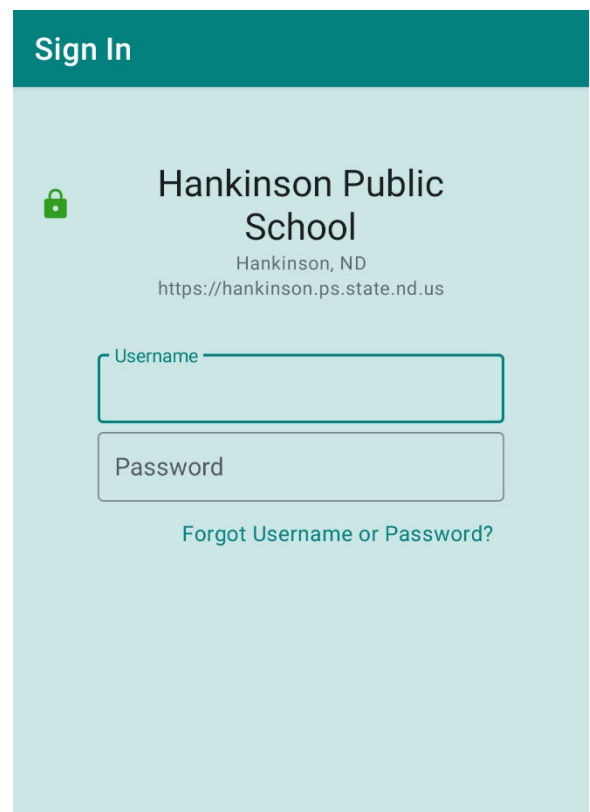 Sign In
Hankinson Public
School
Hankinson, ND
https://hankinson.ps.state.nd.us
Username
Password
Forgot Username or Password?